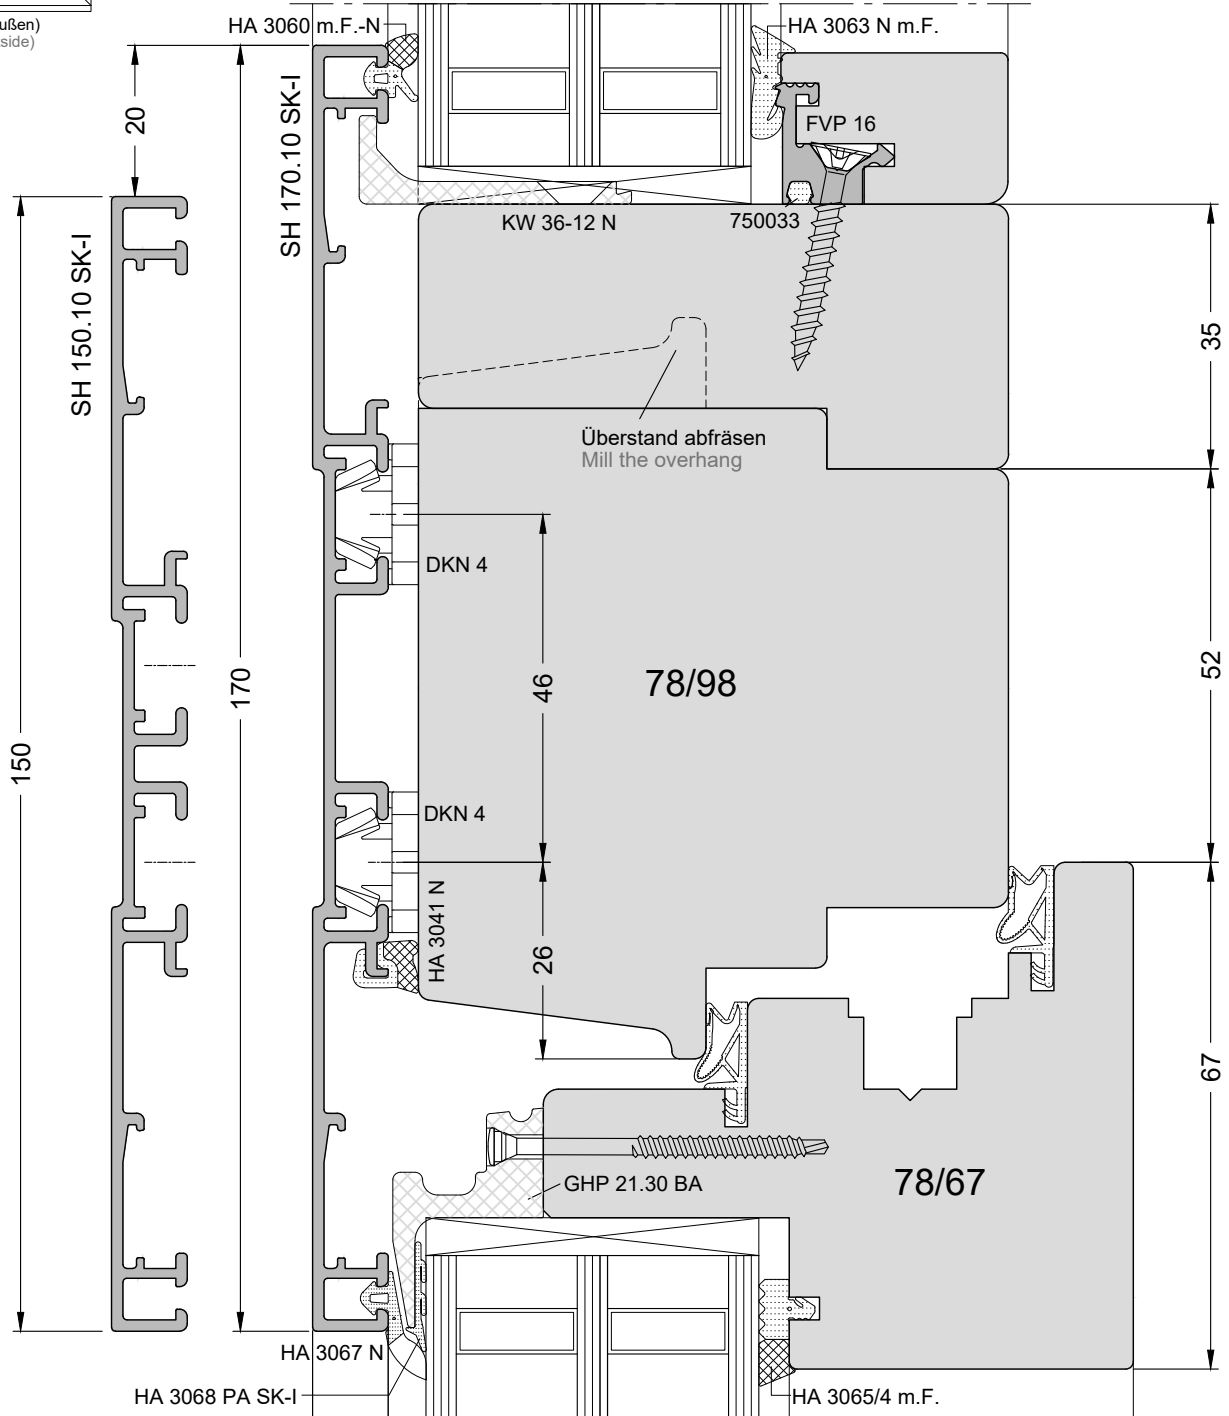 ußen)
side)
HA 3060 m.F.-N
HA 3063 N m.F.
20
SH 170.10 SK-I
FVP 16
SH 150.10 SK-I
KW 36-12 N
750033
35
Überstand abfräsen
Mill the overhang
DKN 4
46
78/98
52
170
150
DKN 4
HA 3041 N
26
67
GHP 21.30 BA
78/67
HA 3067 N
HA 3068 PA SK-I
HA 3065/4 m.F.